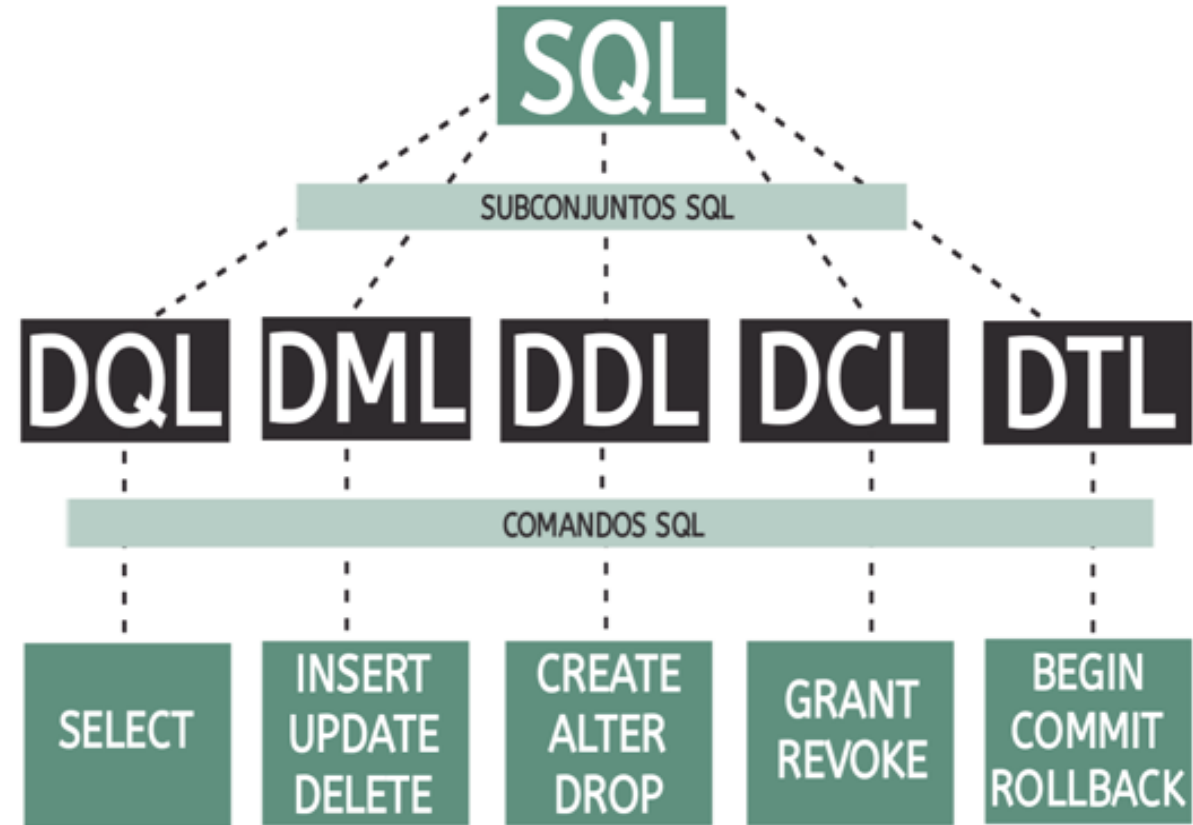 SQL
SUBCONJUNTOS SQL
DQL
DML
DDL
DCL
DTL
COMANDOS SQL
SELECT
INSERT
UPDATE
DELETE
CREATE
ALTER
DROP
GRANT
REVOKE
BEGIN
COMMIT
ROLLBACK